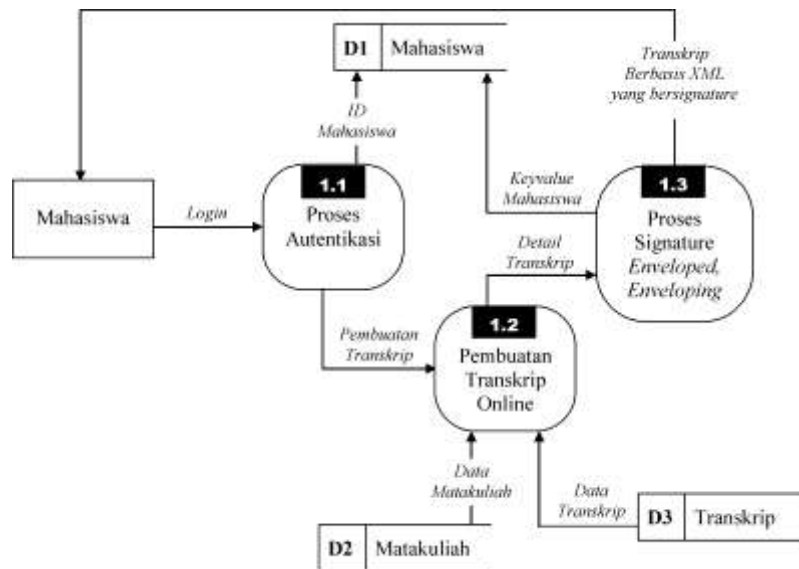 D1 Mahasiswa
Transkrip
Berbasis XML
yang bersignature
ID
Mahasiswa
1.1
Proses
Autentikasi
Mahasiswa
Login
Keyvalue
Mahasiswa
1.3
Proses
Signature
Enveloped,
Enveloping
Detail
Transkrip
Pembuatan
Transkrip
1.2
Pembuatan
Transkrip
Online
Data
Matakuliah
Data
Transkrip
D3 Transkrip
D2 Matakuliah